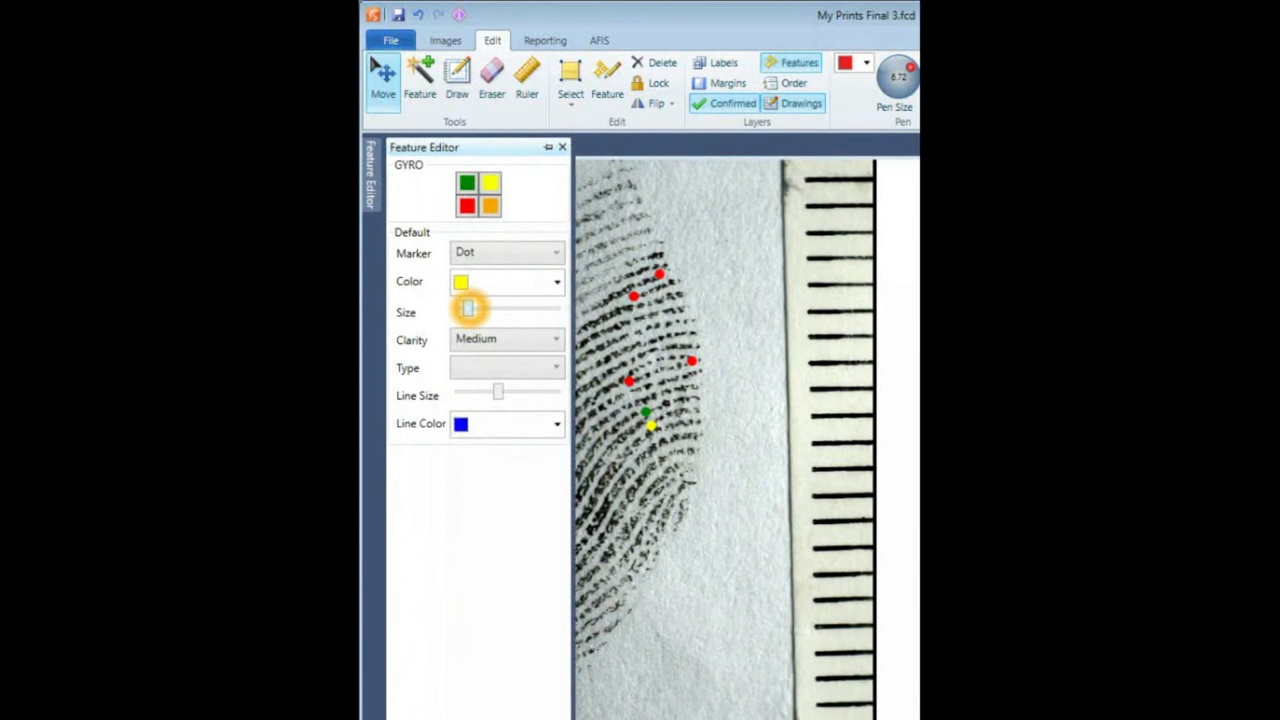 My Prints Final 3.fcd
File Images Edit Reporting AFIS
Move Feature Draw Eraser Ruler Select Feature Delete Lock Flip Labels Margins Confirmed Features Order Drawings 6.72 Pen Size
Tools Edit Layers Pen
Feature Editor
Feature Editor
GYRO
Default
Marker Dot
Color
Size
Clarity Medium
Type
Line Size
Line Color